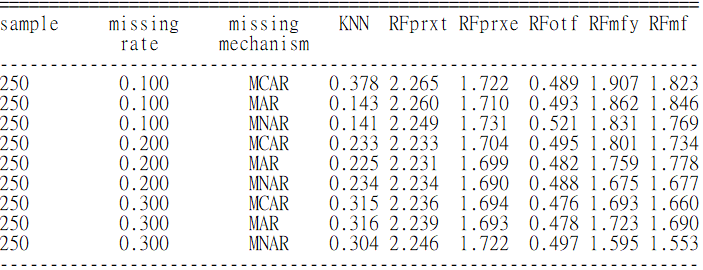 sample missing missing KNN RFprxt RFprxe RFotf RFmfy RFmf
rate mechanism
250 0.100 MCAR 0.378 2.265 1.722 0.489 1.907 1.823
250 0.100 MAR 0.143 2.260 1.710 0.493 1.862 1.846
250 0.100 MNAR 0.141 2.249 1.731 0.521 1.831 1.769
250 0.200 MCAR 0.233 2.233 1.704 0.495 1.801 1.734
250 0.200 MAR 0.225 2.231 1.699 0.482 1.759 1.778
250 0.200 MNAR 0.234 2.234 1.690 0.488 1.675 1.677
250 0.300 MCAR 0.315 2.236 1.694 0.476 1.693 1.660
250 0.300 MAR 0.316 2.239 1.693 0.478 1.723 1.690
250 0.300 MNAR 0.304 2.246 1.722 0.497 1.595 1.553